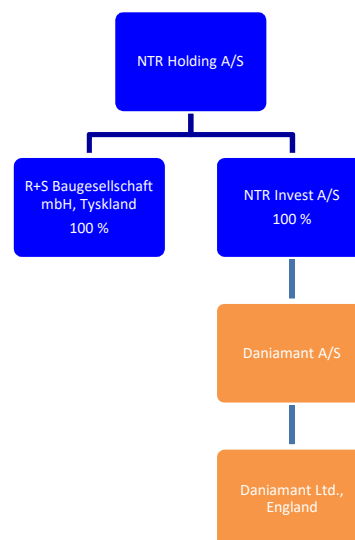 NTR Holding A/S
R+S Baugesellschaft
mbH, Tyskland
100 %
NTR Invest A/S
100 %
Daniamant A/S
Daniamant Ltd.,
England